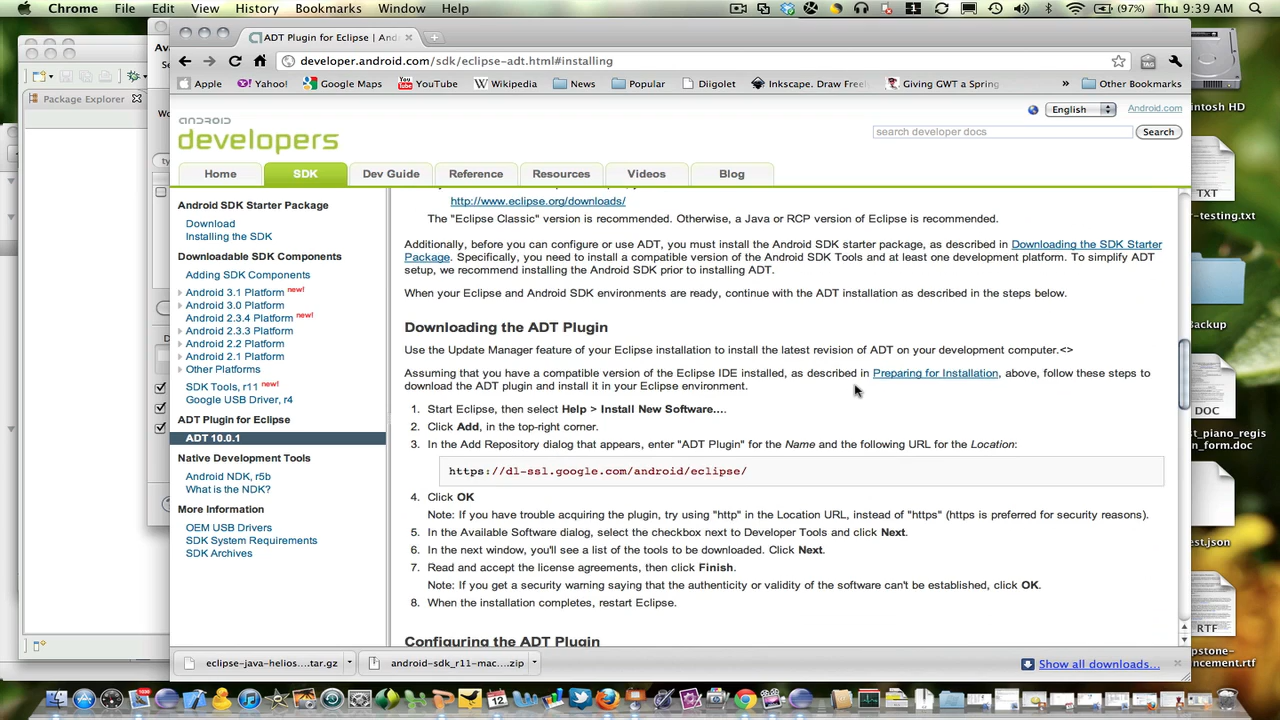 Chrome File Edit View History Bookmarks Window Help (97%) Thu 9:39 AM
ADT Plugin for Eclipse | And
developer.android.com/sdk/eclipse-adt.html#installing
Apple Yahoo! Google Maps YouTube Wikipedia News Popular Diigolet Inkscape. Draw Free Giving GWT a Spring » Other Bookmarks
Package Explorer
English Android.com
ANDROID
developers
search developer docs Search
Home SDK Dev Guide Reference Resources Videos Blog
Android SDK Starter Package
Download
Installing the SDK
Downloadable SDK Components
Adding SDK Components
Android 3.1 Platform new!
Android 3.0 Platform
Android 2.3.4 Platform new!
Android 2.3.3 Platform
Android 2.2 Platform
Android 2.1 Platform
Other Platforms
SDK Tools, r11 new!
Google USB Driver, r4
ADT Plugin for Eclipse
ADT 10.0.1
Native Development Tools
Android NDK, r5b
What is the NDK?
More Information
OEM USB Drivers
SDK System Requirements
SDK Archives
http://www.eclipse.org/downloads/
The "Eclipse Classic" version is recommended. Otherwise, a Java or RCP version of Eclipse is recommended.
Additionally, before you can configure or use ADT, you must install the Android SDK starter package, as described in Downloading the SDK Starter
Package. Specifically, you need to install a compatible version of the Android SDK Tools and at least one development platform. To simplify ADT
setup, we recommend installing the Android SDK prior to installing ADT.
When your Eclipse and Android SDK environments are ready, continue with the ADT installation as described in the steps below.
Downloading the ADT Plugin
Use the Update Manager feature of your Eclipse installation to install the latest revision of ADT on your development computer.<>
Assuming that you have a compatible version of the Eclipse IDE installed, as described in Preparing for Installation, above, follow these steps to
download the ADT plugin and install it in your Eclipse environment.
1. Start Eclipse, then select Help > Install New Software....
2. Click Add, in the top-right corner.
3. In the Add Repository dialog that appears, enter "ADT Plugin" for the Name and the following URL for the Location:
https://dl-ssl.google.com/android/eclipse/
4. Click OK
Note: If you have trouble acquiring the plugin, try using "http" in the Location URL, instead of "https" (https is preferred for security reasons).
5. In the Available Software dialog, select the checkbox next to Developer Tools and click Next.
6. In the next window, you'll see a list of the tools to be downloaded. Click Next.
7. Read and accept the license agreements, then click Finish.
Note: If you get a security warning saying that the authenticity or validity of the software can't be established, click OK.
8. When the installation completes, restart Eclipse.
Configuring the ADT Plugin
eclipse-java-helios....tar.gz android-sdk_r11-mac....zip Show all downloads...
intosh HD
TXT
r-testing.txt
Backup
DOC
st_piano_regis
n_form.doc
est.json
RTF
pstone-
ncement.rtf